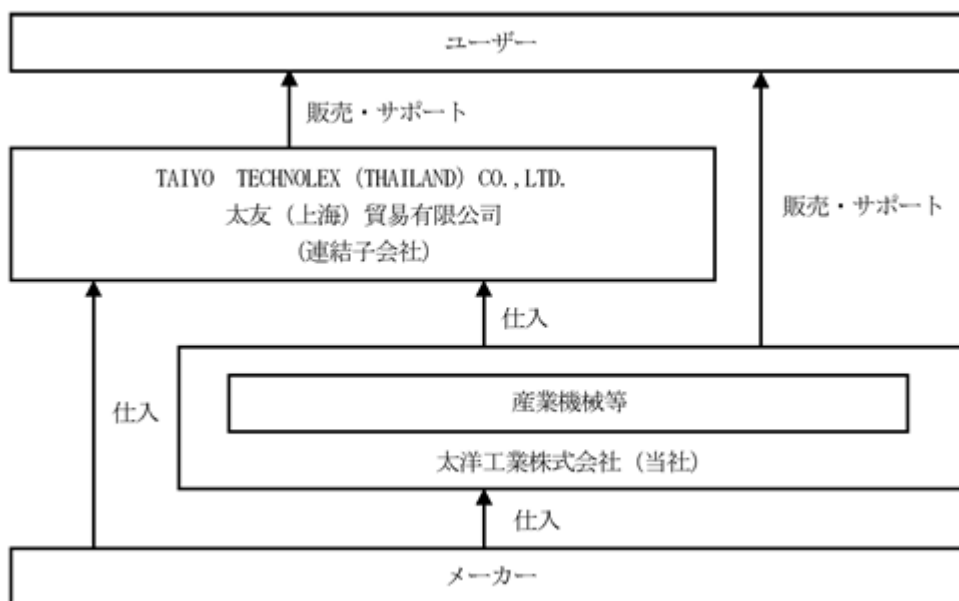 ユーザー
販売・サポート
TAIYO TECHNOLEX (THAILAND) CO.,LTD.
太友（上海）貿易有限公司
（連結子会社）
販売・サポート
仕入
産業機械等
仕入
太洋工業株式会社（当社）
仕入
メーカー